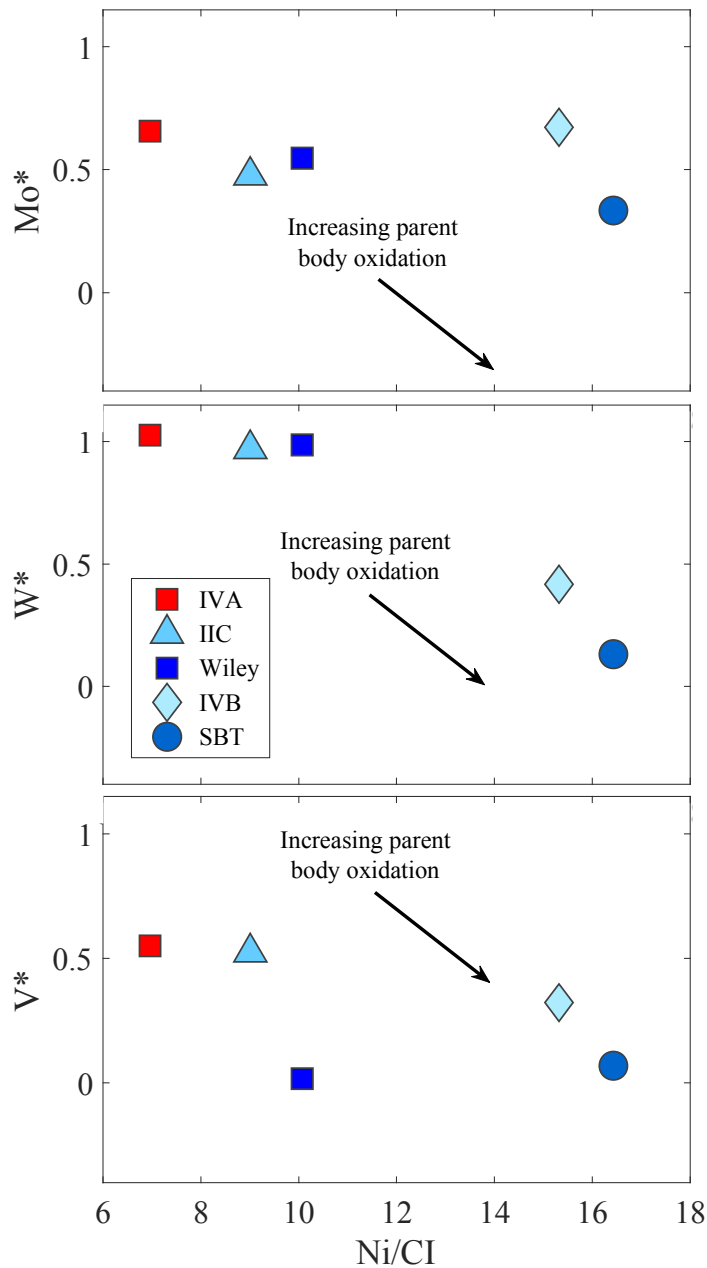 1
0.5
0
Mo*
Increasing parent
body oxidation
1
0.5
0
W*
Increasing parent
body oxidation
IVA
IIC
Wiley
IVB
SBT
1
0.5
0
V*
Increasing parent
body oxidation
6 8 10 12 14 16 18
Ni/CI